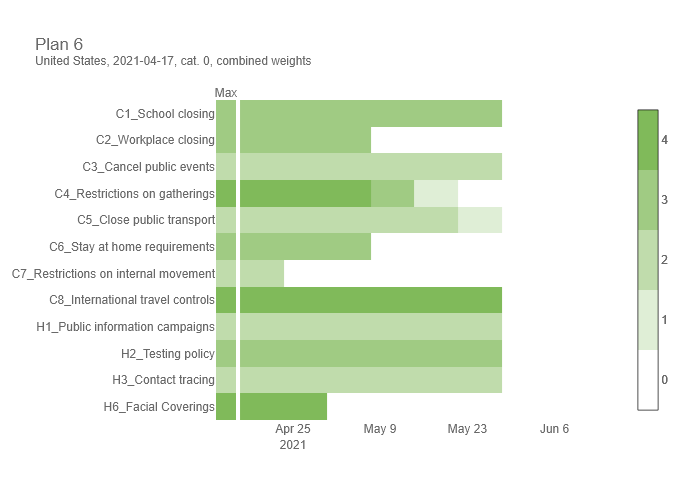 Plan 6
United States, 2021-04-17, cat. 0, combined weights
Max
C1_School closing
C2_Workplace closing
C3_Cancel public events
C4_Restrictions on gatherings
C5_Close public transport
C6_Stay at home requirements
C7_Restrictions on internal movement
C8_International travel controls
H1_Public information campaigns
H2_Testing policy
H3_Contact tracing
H6_Facial Coverings
Apr 25 May 9 May 23 Jun 6
2021
4
3
2
1
0